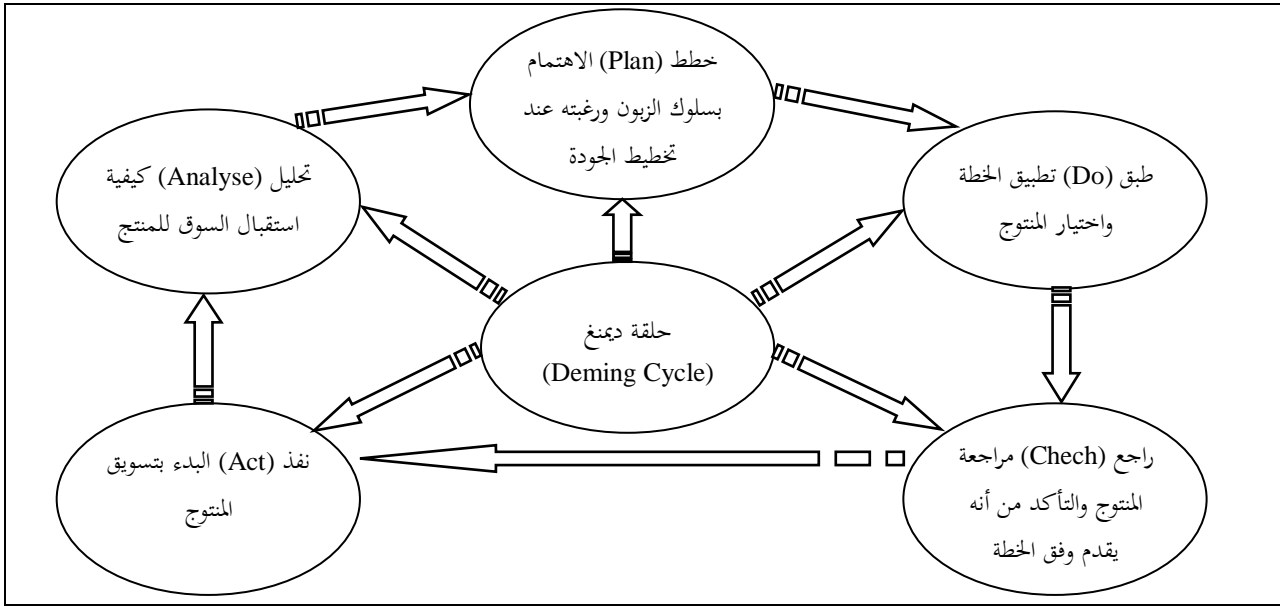 خطط (Plan) الاهتمام
بسلوك الزبون ورغبته عند
تخطيط الجودة
طبق (Do) تطبيق الخطة
واختيار المنتوج
راجع (Chech) مراجعة
المنتوج والتأكد من أنه
يقدم وفق الخطة
نفذ (Act) البدء بتسويق
المنتوج
تحليل (Analyse) كيفية
استقبال السوق للمنتج
حلقة ديمنغ
(Deming Cycle)